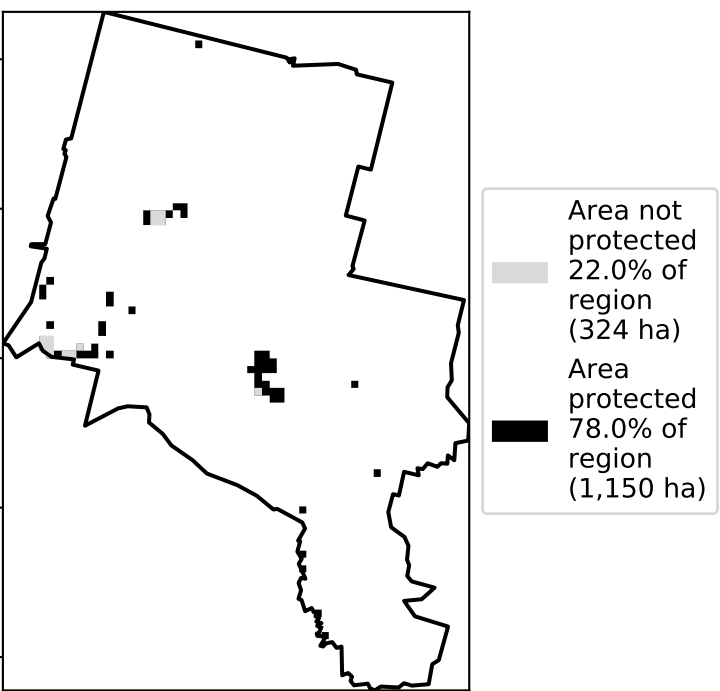 Area not
protected
22.0% of
region
(324 ha)
Area
protected
78.0% of
region
(1,150 ha)